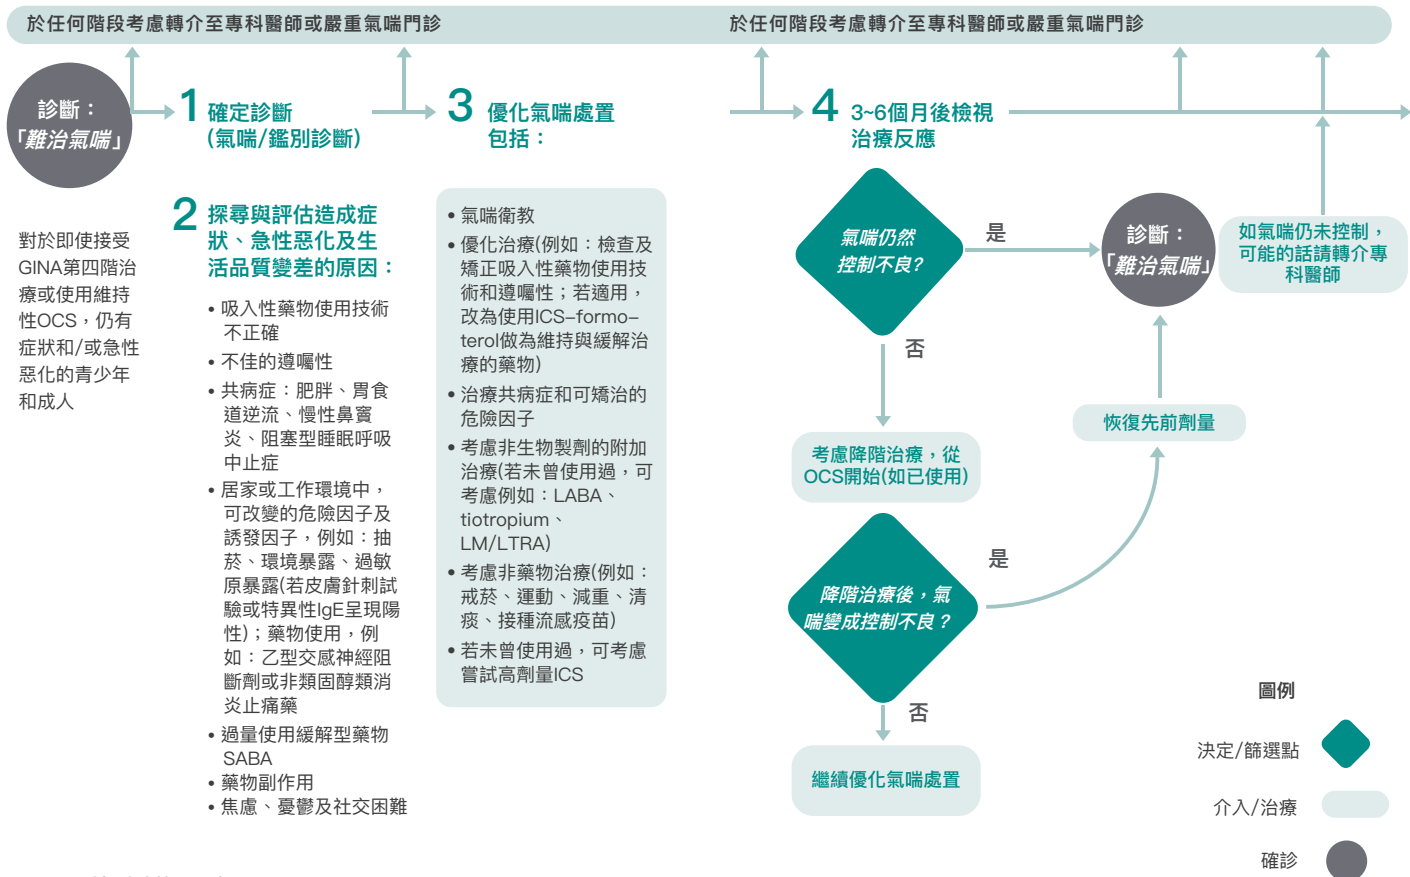 於任何階段考慮轉介至專科醫師或嚴重氣喘門診
於任何階段考慮轉介至專科醫師或嚴重氣喘門診
診斷：
「難治氣喘」
對於即使接受
GINA第四階治
療或使用維持
性OCS，仍有
症狀和/或急性
惡化的青少年
和成人
1 確定診斷
(氣喘/鑑別診斷)
2 探尋與評估造成症
狀、急性惡化及生
活品質變差的原因：
• 吸入性藥物使用技術
不正確
• 不佳的遵囑性
• 共病症：肥胖、胃食
道逆流、慢性鼻竇
炎、阻塞型睡眠呼吸
中止症
• 居家或工作環境中，
可改變的危險因子及
誘發因子，例如：抽
菸、環境暴露、過敏
原暴露(若皮膚針刺試
驗或特異性IgE呈現陽
性)；藥物使用，例
如：乙型交感神經阻
斷劑或非類固醇類消
炎止痛藥
• 過量使用緩解型藥物
SABA
• 藥物副作用
• 焦慮、憂鬱及社交困難
3 優化氣喘處置
包括：
• 氣喘衛教
• 優化治療(例如：檢查及
矯正吸入性藥物使用技
術和遵囑性；若適用，
改為使用ICS–formo–
terol做為維持與緩解治
療的藥物)
• 治療共病症和可矯治的
危險因子
• 考慮非生物製劑的附加
治療(若未曾使用過，可
考慮例如：LABA、
tiotropium、
LM/LTRA)
• 考慮非藥物治療(例如：
戒菸、運動、減重、清
痰、接種流感疫苗)
• 若未曾使用過，可考慮
嘗試高劑量ICS
4 3~6個月後檢視
治療反應
氣喘仍然
控制不良?
是
診斷：
「難治氣喘」
如氣喘仍未控制，
可能的話請轉介專
科醫師
否
考慮降階治療，從
OCS開始(如已使用)
恢復先前劑量
降階治療後，氣
喘變成控制不良？
是
否
繼續優化氣喘處置
圖例
決定/篩選點
介入/治療
確診